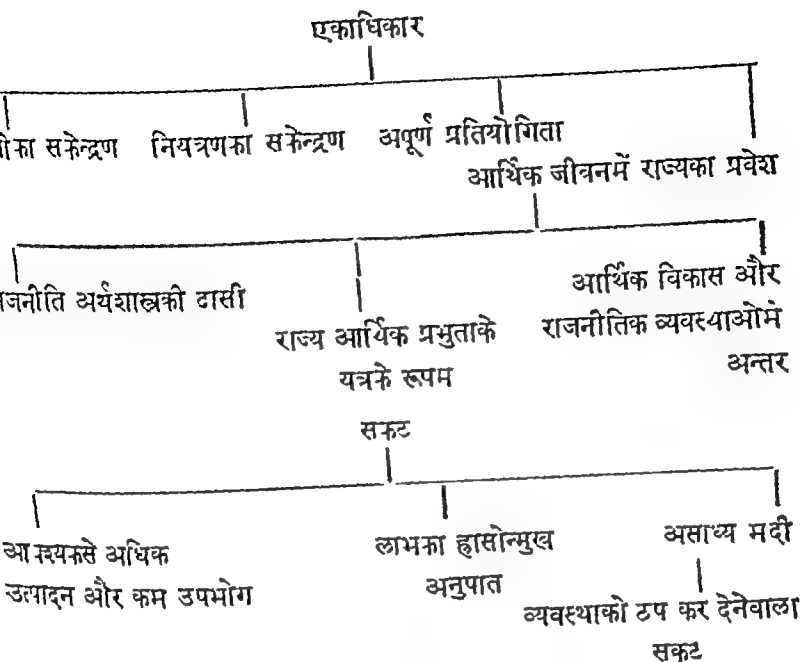 एकाधिकार
का सकेन्द्रण नियत्रणका सकेन्द्रण अपूर्ण प्रतियोगिता
आर्थिक जीवनमें राज्यका प्रवेश
जनीति अर्थशास्त्रकी दासी
आर्थिक विकास और
राजनीतिक व्यवस्थाओमे
अन्तर
राज्य आर्थिक प्रभुताके
यत्रके रूपम
सकट
आवश्यकसे अधिक
उत्पादन और कम उपभोग
लाभका ह्रासोन्मुख
अनुपात
असाध्य मदी
व्यवस्थाको ठप कर देनेवाला
सकट